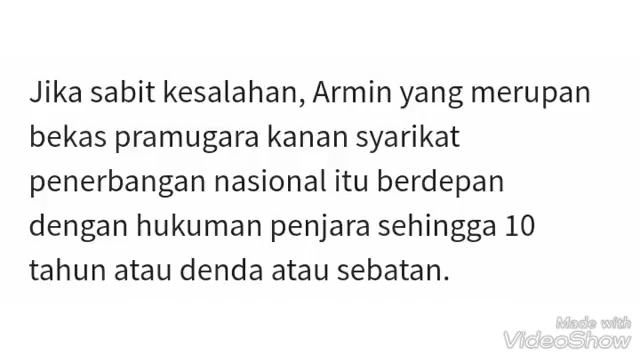 Jika sabit kesalahan, Armin yang merupan
bekas pramugara kanan syarikat
penerbangan nasional itu berdepan
dengan hukuman penjara sehingga 10
tahun atau denda atau sebatan.
Made with
VideoShow